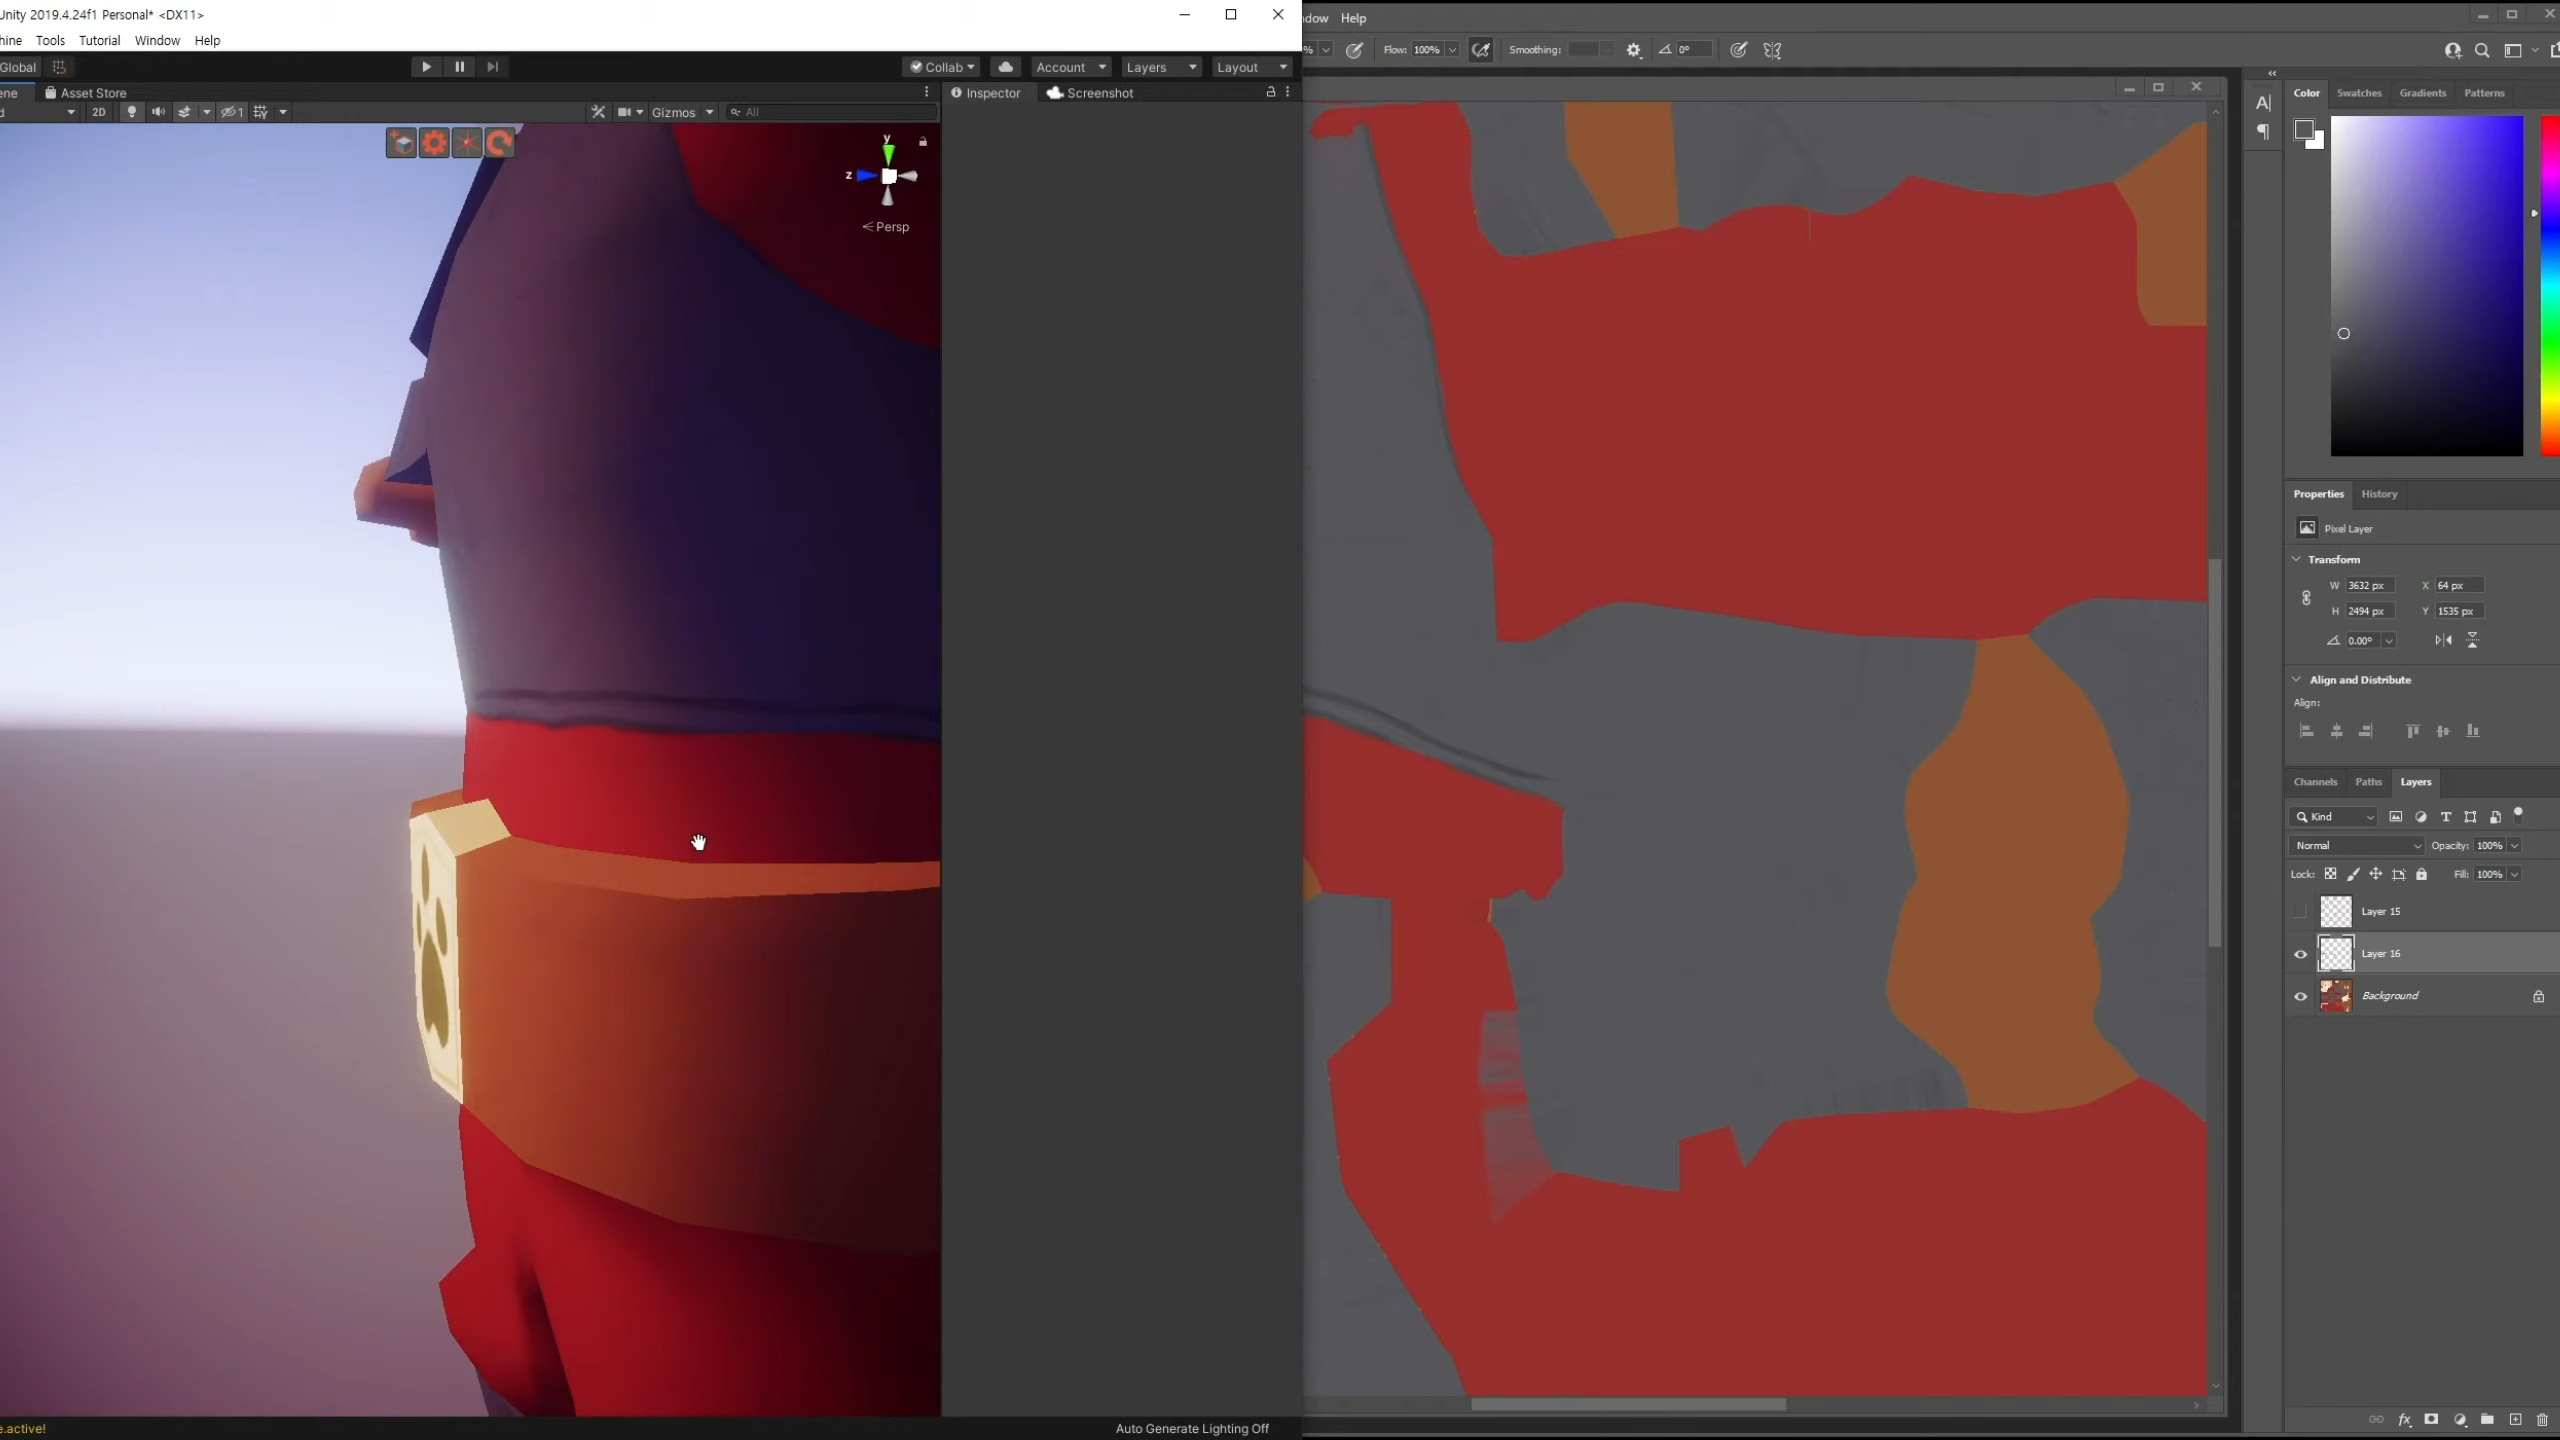 Unity 2019.4.24f1 Personal* <DX11>
Tools Tutorial Window Help
Global
Collab Account Layers Layout
Asset Store
Inspector Screenshot
2D Gizmos All
y
z
Persp
e.active!
Auto Generate Lighting Off
Help
Flow: 100% Smoothing: 0°
Color Swatches Gradients Patterns
Properties History
Pixel Layer
Transform
W 3632 px X 64 px
H 2494 px Y 1535 px
0.00°
Align and Distribute
Align:
Channels Paths Layers
Kind
Normal Opacity: 100%
Lock: Fill: 100%
Layer 15
Layer 16
Background